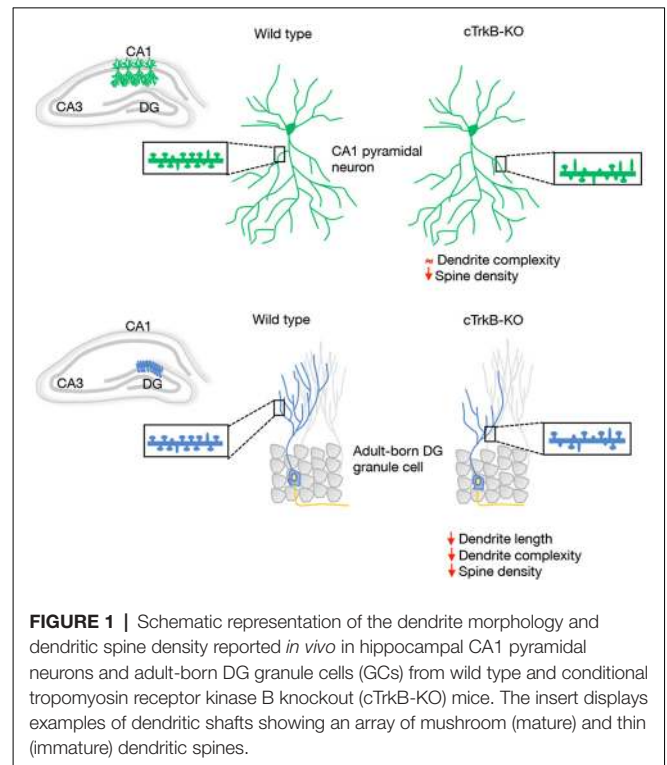 Wild type
cTrkB-KO
CA1
CA3
DG
CA1 pyramidal
neuron
≈ Dendrite complexity
↓ Spine density
Wild type
cTrkB-KO
CA1
CA3
DG
Adult-born DG
granule cell
↓ Dendrite length
↓ Dendrite complexity
↓ Spine density
FIGURE 1 | Schematic representation of the dendrite morphology and
dendritic spine density reported in vivo in hippocampal CA1 pyramidal
neurons and adult-born DG granule cells (GCs) from wild type and conditional
tropomyosin receptor kinase B knockout (cTrkB-KO) mice. The insert displays
examples of dendritic shafts showing an array of mushroom (mature) and thin
(immature) dendritic spines.